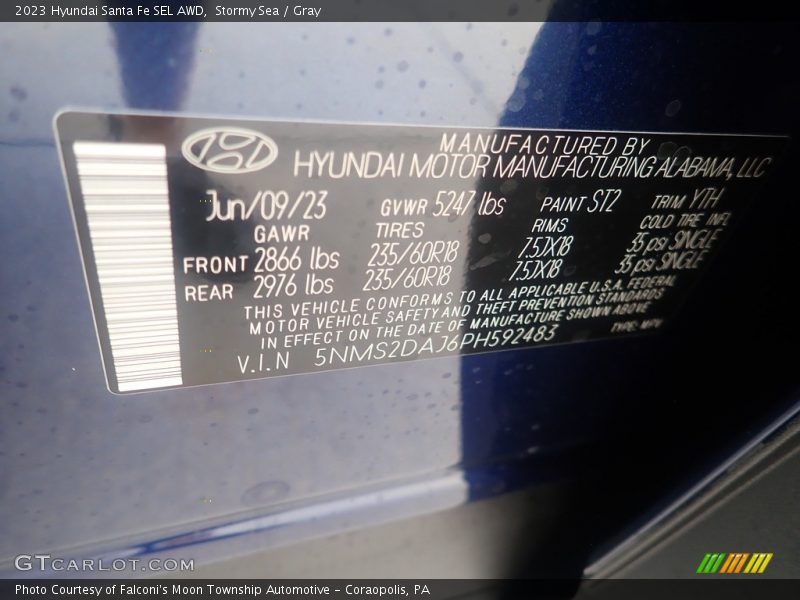 2023 Hyundai Santa Fe SEL AWD, Stormy Sea / Gray
MANUFACTURED BY
HYUNDAI MOTOR MANUFACTURING ALABAMA, LLC
Jun/09/23 GVWR 5247 lbs PAINT ST2 TRIM YTH
GAWR TIRES RIMS COLD TIRE INFL
FRONT 2866 lbs 235/60R18 7.5X18 35 psi SINGLE
REAR 2976 lbs 235/60R18 7.5X18 35 psi SINGLE
THIS VEHICLE CONFORMS TO ALL APPLICABLE U.S.A. FEDERAL
MOTOR VEHICLE SAFETY AND THEFT PREVENTION STANDARDS
IN EFFECT ON THE DATE OF MANUFACTURE SHOWN ABOVE
V.I.N 5NMS2DAJ6PH592483 TYPE: MPV
GTCARLOT.COM
Photo Courtesy of Falconi's Moon Township Automotive – Coraopolis, PA